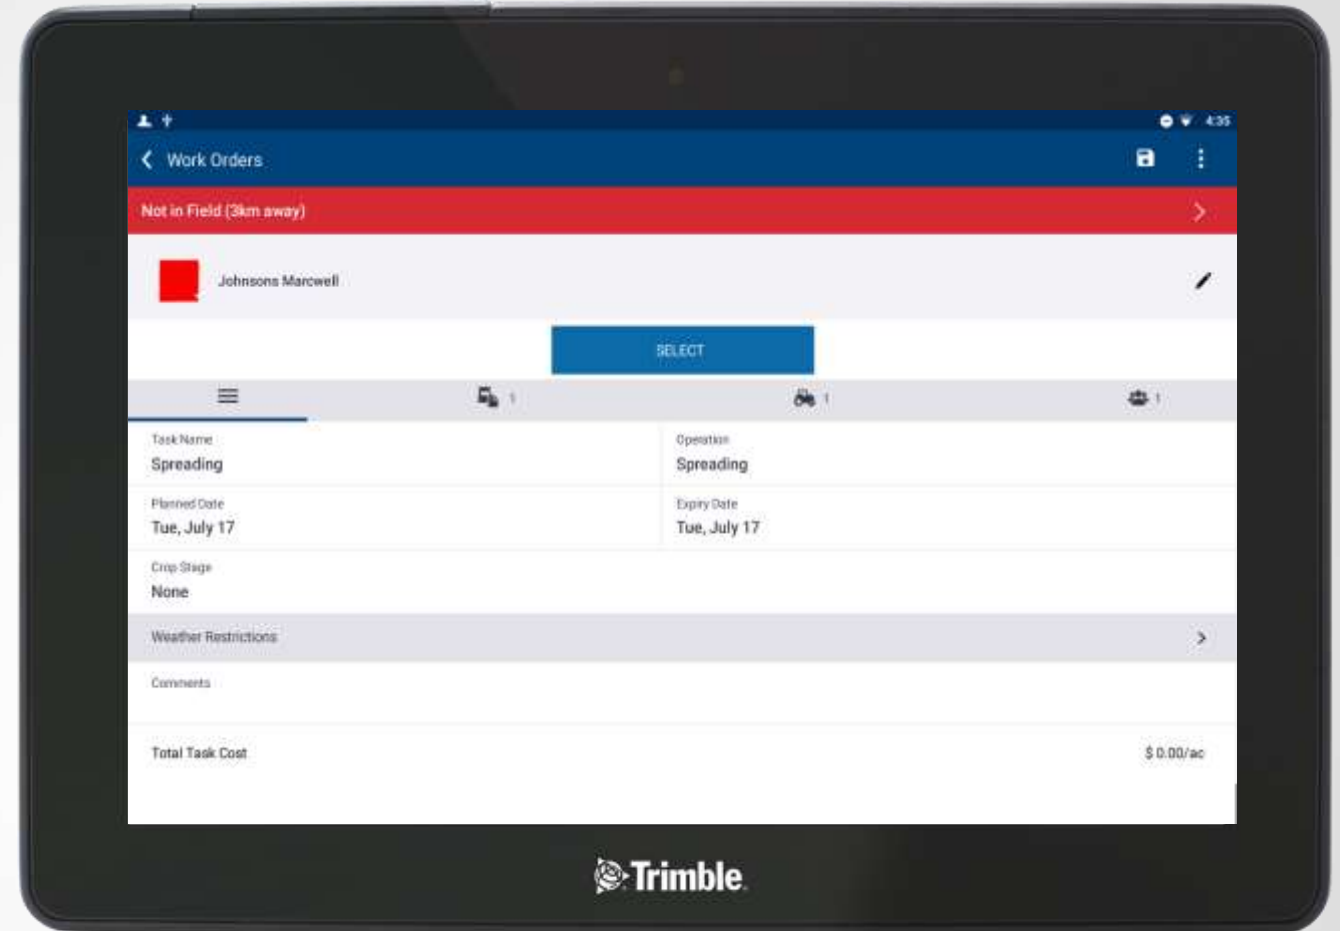 4:35
Work Orders
Not in Field (3km away)
Johnsons Marcwell
SELECT
1
1
1
Task Name
Operation
Spreading
Spreading
Planned Date
Expiry Date
Tue, July 17
Tue, July 17
Crop Stage
None
Weather Restrictions
Comments
Total Task Cost
$ 0.00/ac
Trimble